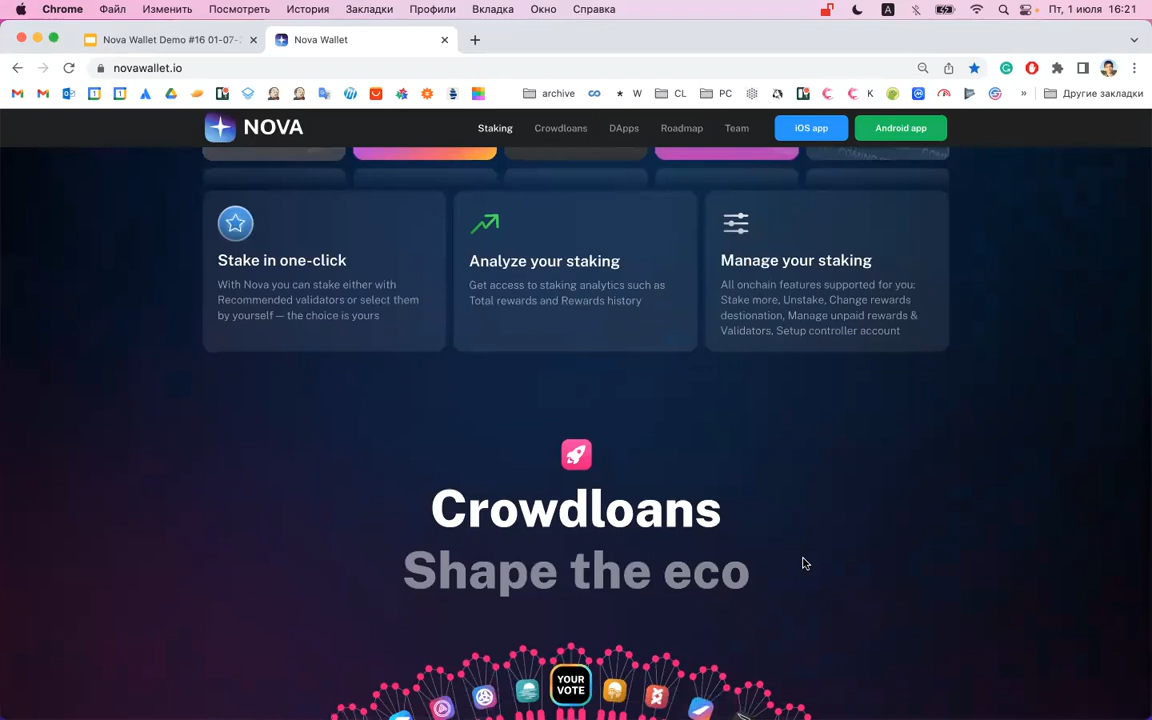 Chrome Файл Изменить Посмотреть История Закладки Профили Вкладка Окно Справка A Пт, 1 июля 16:21
Nova Wallet Demo #16 01-07- Nova Wallet
novawallet.io
archive W CL PC K » Другие закладки
NOVA Staking Crowdloans DApps Roadmap Team iOS app Android app
Stake in one-click
With Nova you can stake either with
Recommended validators or select them
by yourself — the choice is yours
Analyze your staking
Get access to staking analytics such as
Total rewards and Rewards history
Manage your staking
All onchain features supported for you:
Stake more, Unstake, Change rewards
destionation, Manage unpaid rewards &
Validators, Setup controller account
Crowdloans
Shape the eco
YOUR
VOTE